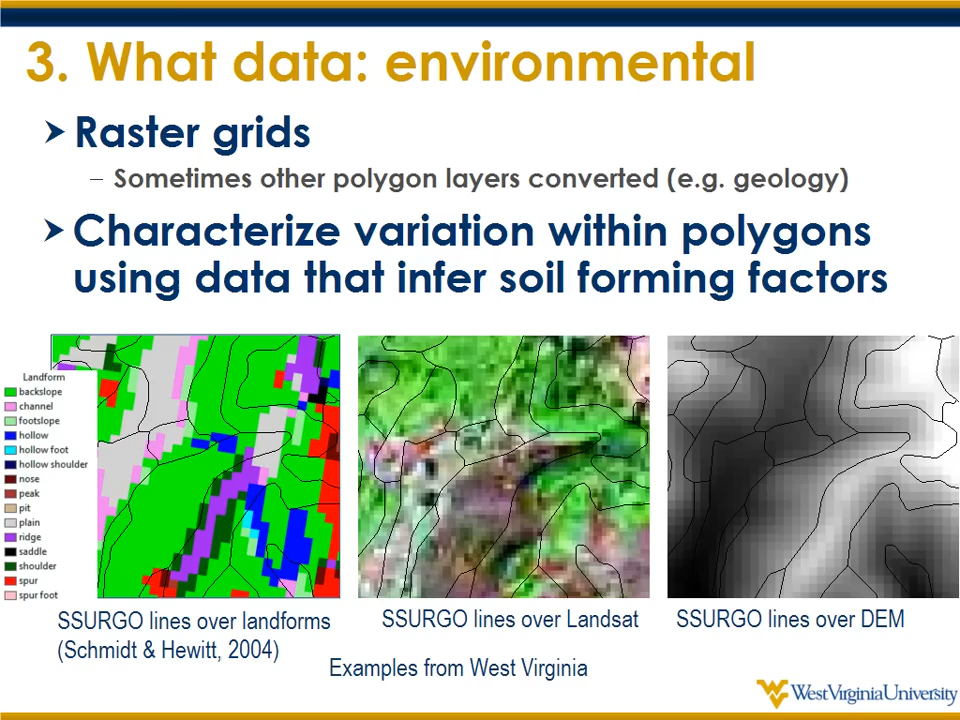 3. What data: environmental
Raster grids
– Sometimes other polygon layers converted (e.g. geology)
Characterize variation within polygons
using data that infer soil forming factors
Landform
backslope
channel
footslope
hollow
hollow foot
hollow shoulder
nose
peak
pit
plain
ridge
saddle
shoulder
spur
spur foot
SSURGO lines over landforms
(Schmidt & Hewitt, 2004)
SSURGO lines over Landsat
SSURGO lines over DEM
Examples from West Virginia
WestVirginiaUniversity